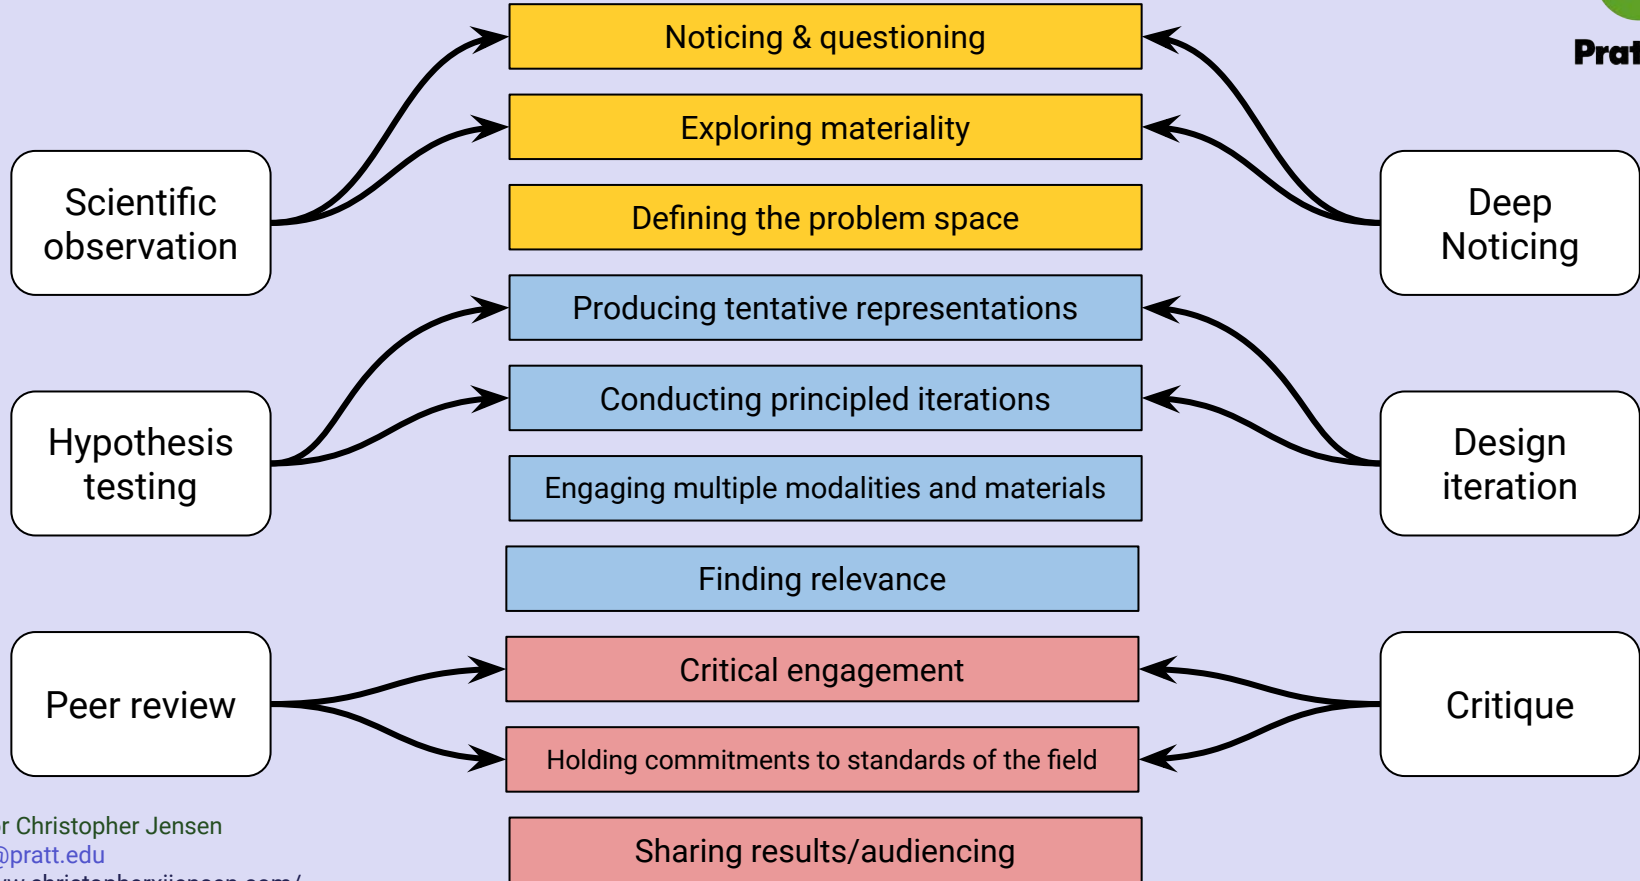 Noticing & questioning
Exploring materiality
Defining the problem space
Producing tentative representations
Conducting principled iterations
Engaging multiple modalities and materials
Finding relevance
Critical engagement
Holding commitments to standards of the field
Sharing results/audiencing
Scientific
observation
Hypothesis
testing
Peer review
Deep
Noticing
Design
iteration
Critique
Christopher Jensen
@pratt.edu